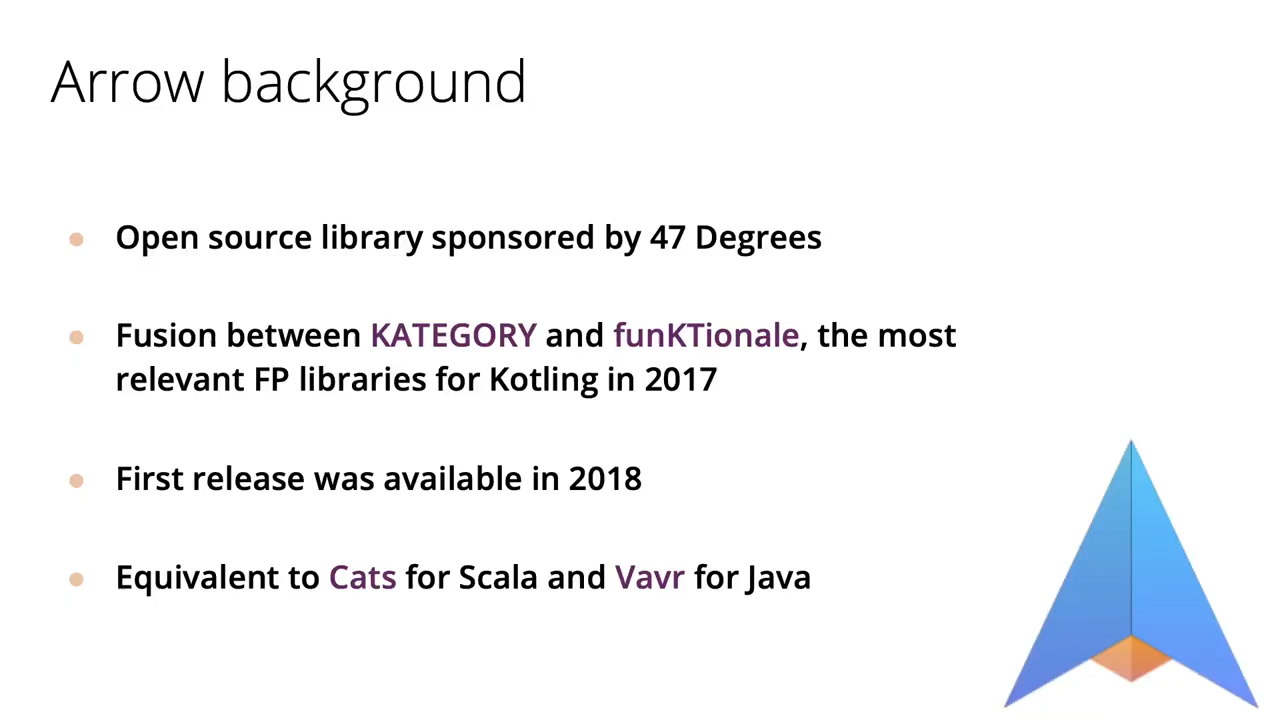 Arrow background
● Open source library sponsored by 47 Degrees
● Fusion between KATEGORY and funKTionale, the most
relevant FP libraries for Kotling in 2017
● First release was available in 2018
● Equivalent to Cats for Scala and Vavr for Java